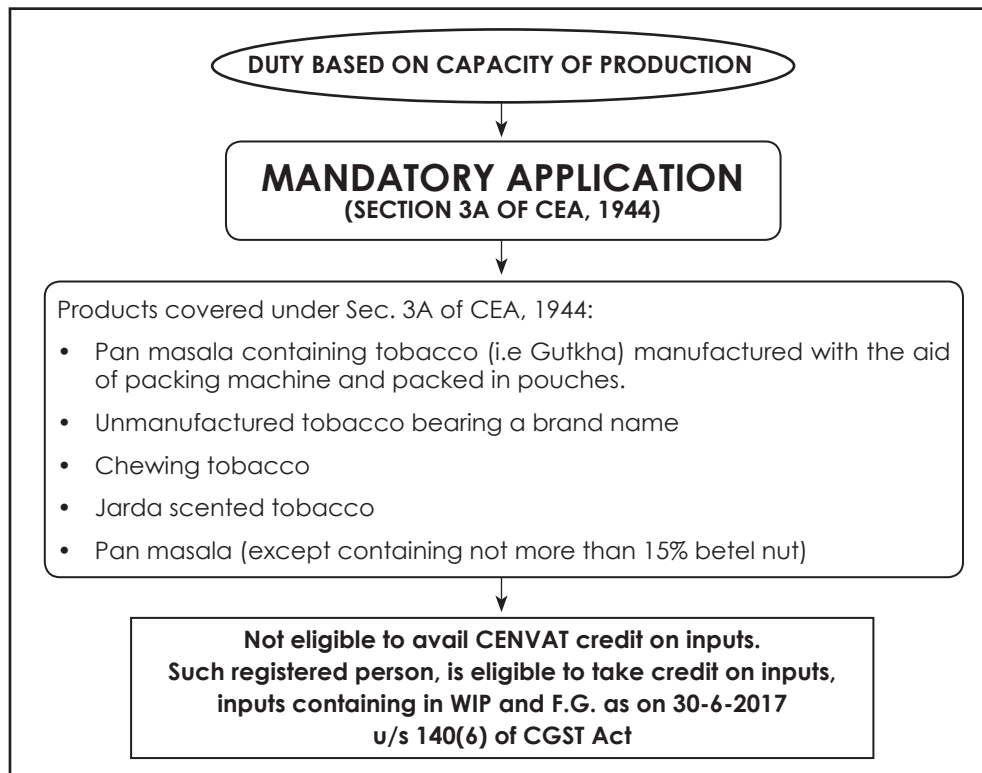 DUTY BASED ON CAPACITY OF PRODUCTION
MANDATORY APPLICATION
(SECTION 3A OF CEA, 1944)
Products covered under Sec. 3A of CEA, 1944:
• Pan masala containing tobacco (i.e Gutkha) manufactured with the aid
of packing machine and packed in pouches.
• Unmanufactured tobacco bearing a brand name
• Chewing tobacco
• Jarda scented tobacco
• Pan masala (except containing not more than 15% betel nut)
Not eligible to avail CENVAT credit on inputs.
Such registered person, is eligible to take credit on inputs,
inputs containing in WIP and F.G. as on 30-6-2017
u/s 140(6) of CGST Act